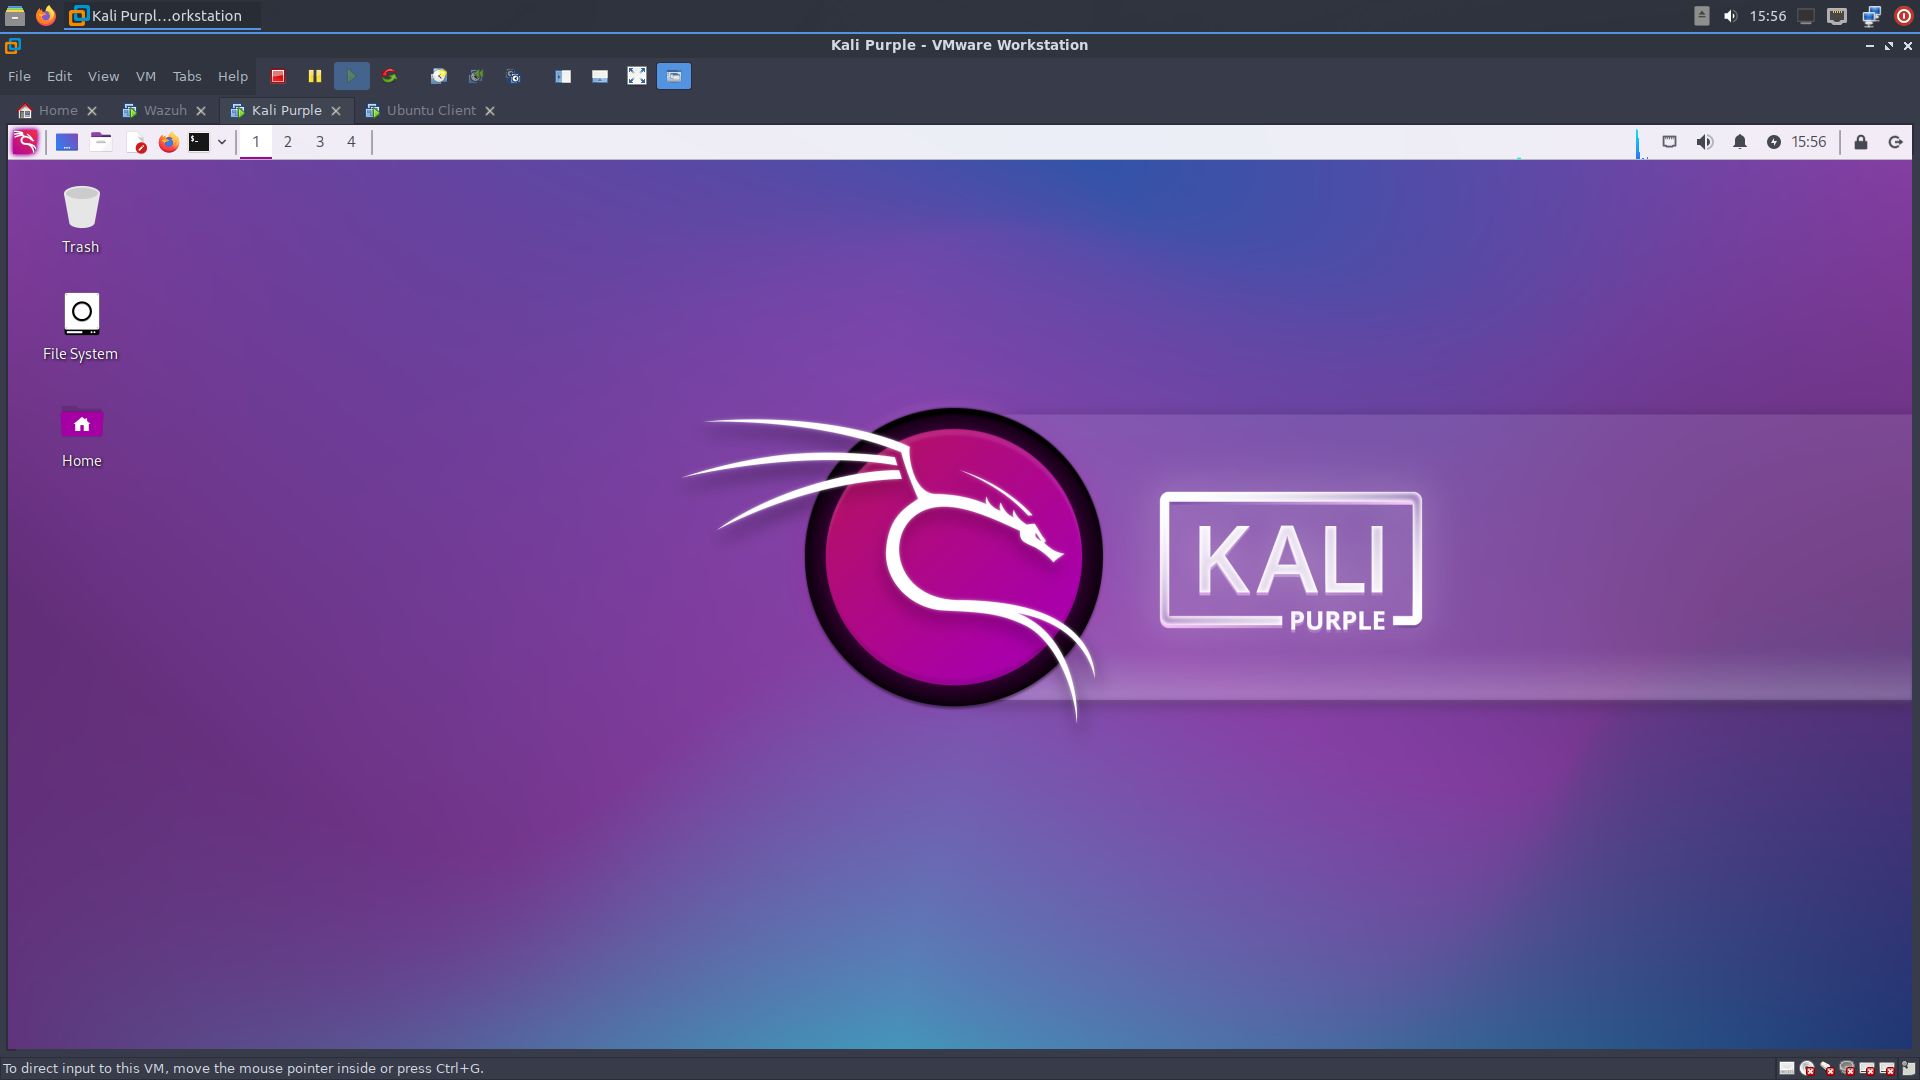 Kali Purpl...orkstation
15:56
Kali Purple - VMware Workstation
File Edit View VM Tabs Help
Home Wazuh Kali Purple Ubuntu Client
1 2 3 4
15:56
Trash
File System
Home
KALI
PURPLE
To direct input to this VM, move the mouse pointer inside or press Ctrl+G.